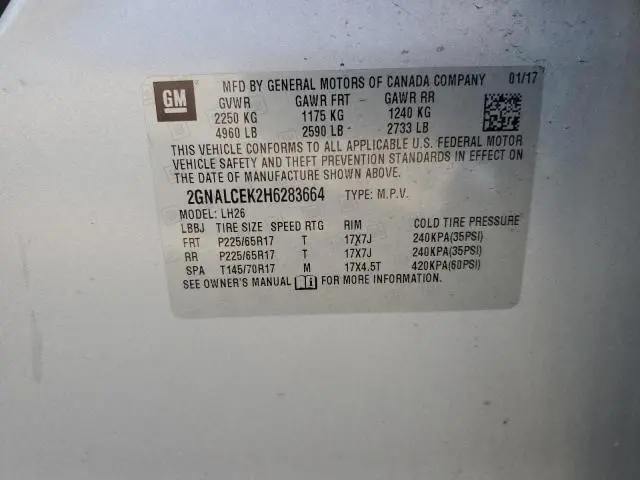 GM
MFD BY GENERAL MOTORS OF CANADA COMPANY 01/17
GVWR GAWR FRT GAWR RR
2250 KG 1175 KG 1240 KG
4960 LB 2590 LB 2733 LB
THIS VEHICLE CONFORMS TO ALL APPLICABLE U.S. FEDERAL MOTOR
VEHICLE SAFETY AND THEFT PREVENTION STANDARDS IN EFFECT ON
THE DATE OF MANUFACTURE SHOWN ABOVE.
2GNALCEK2H6283664 TYPE: M.P.V.
MODEL: LH26
LBBJ TIRE SIZE SPEED RTG RIM COLD TIRE PRESSURE
FRT P225/65R17 T 17X7J 240KPA(35PSI)
RR P225/65R17 T 17X7J 240KPA(35PSI)
SPA T145/70R17 M 17X4.5T 420KPA(60PSI)
SEE OWNER'S MANUAL FOR MORE INFORMATION.